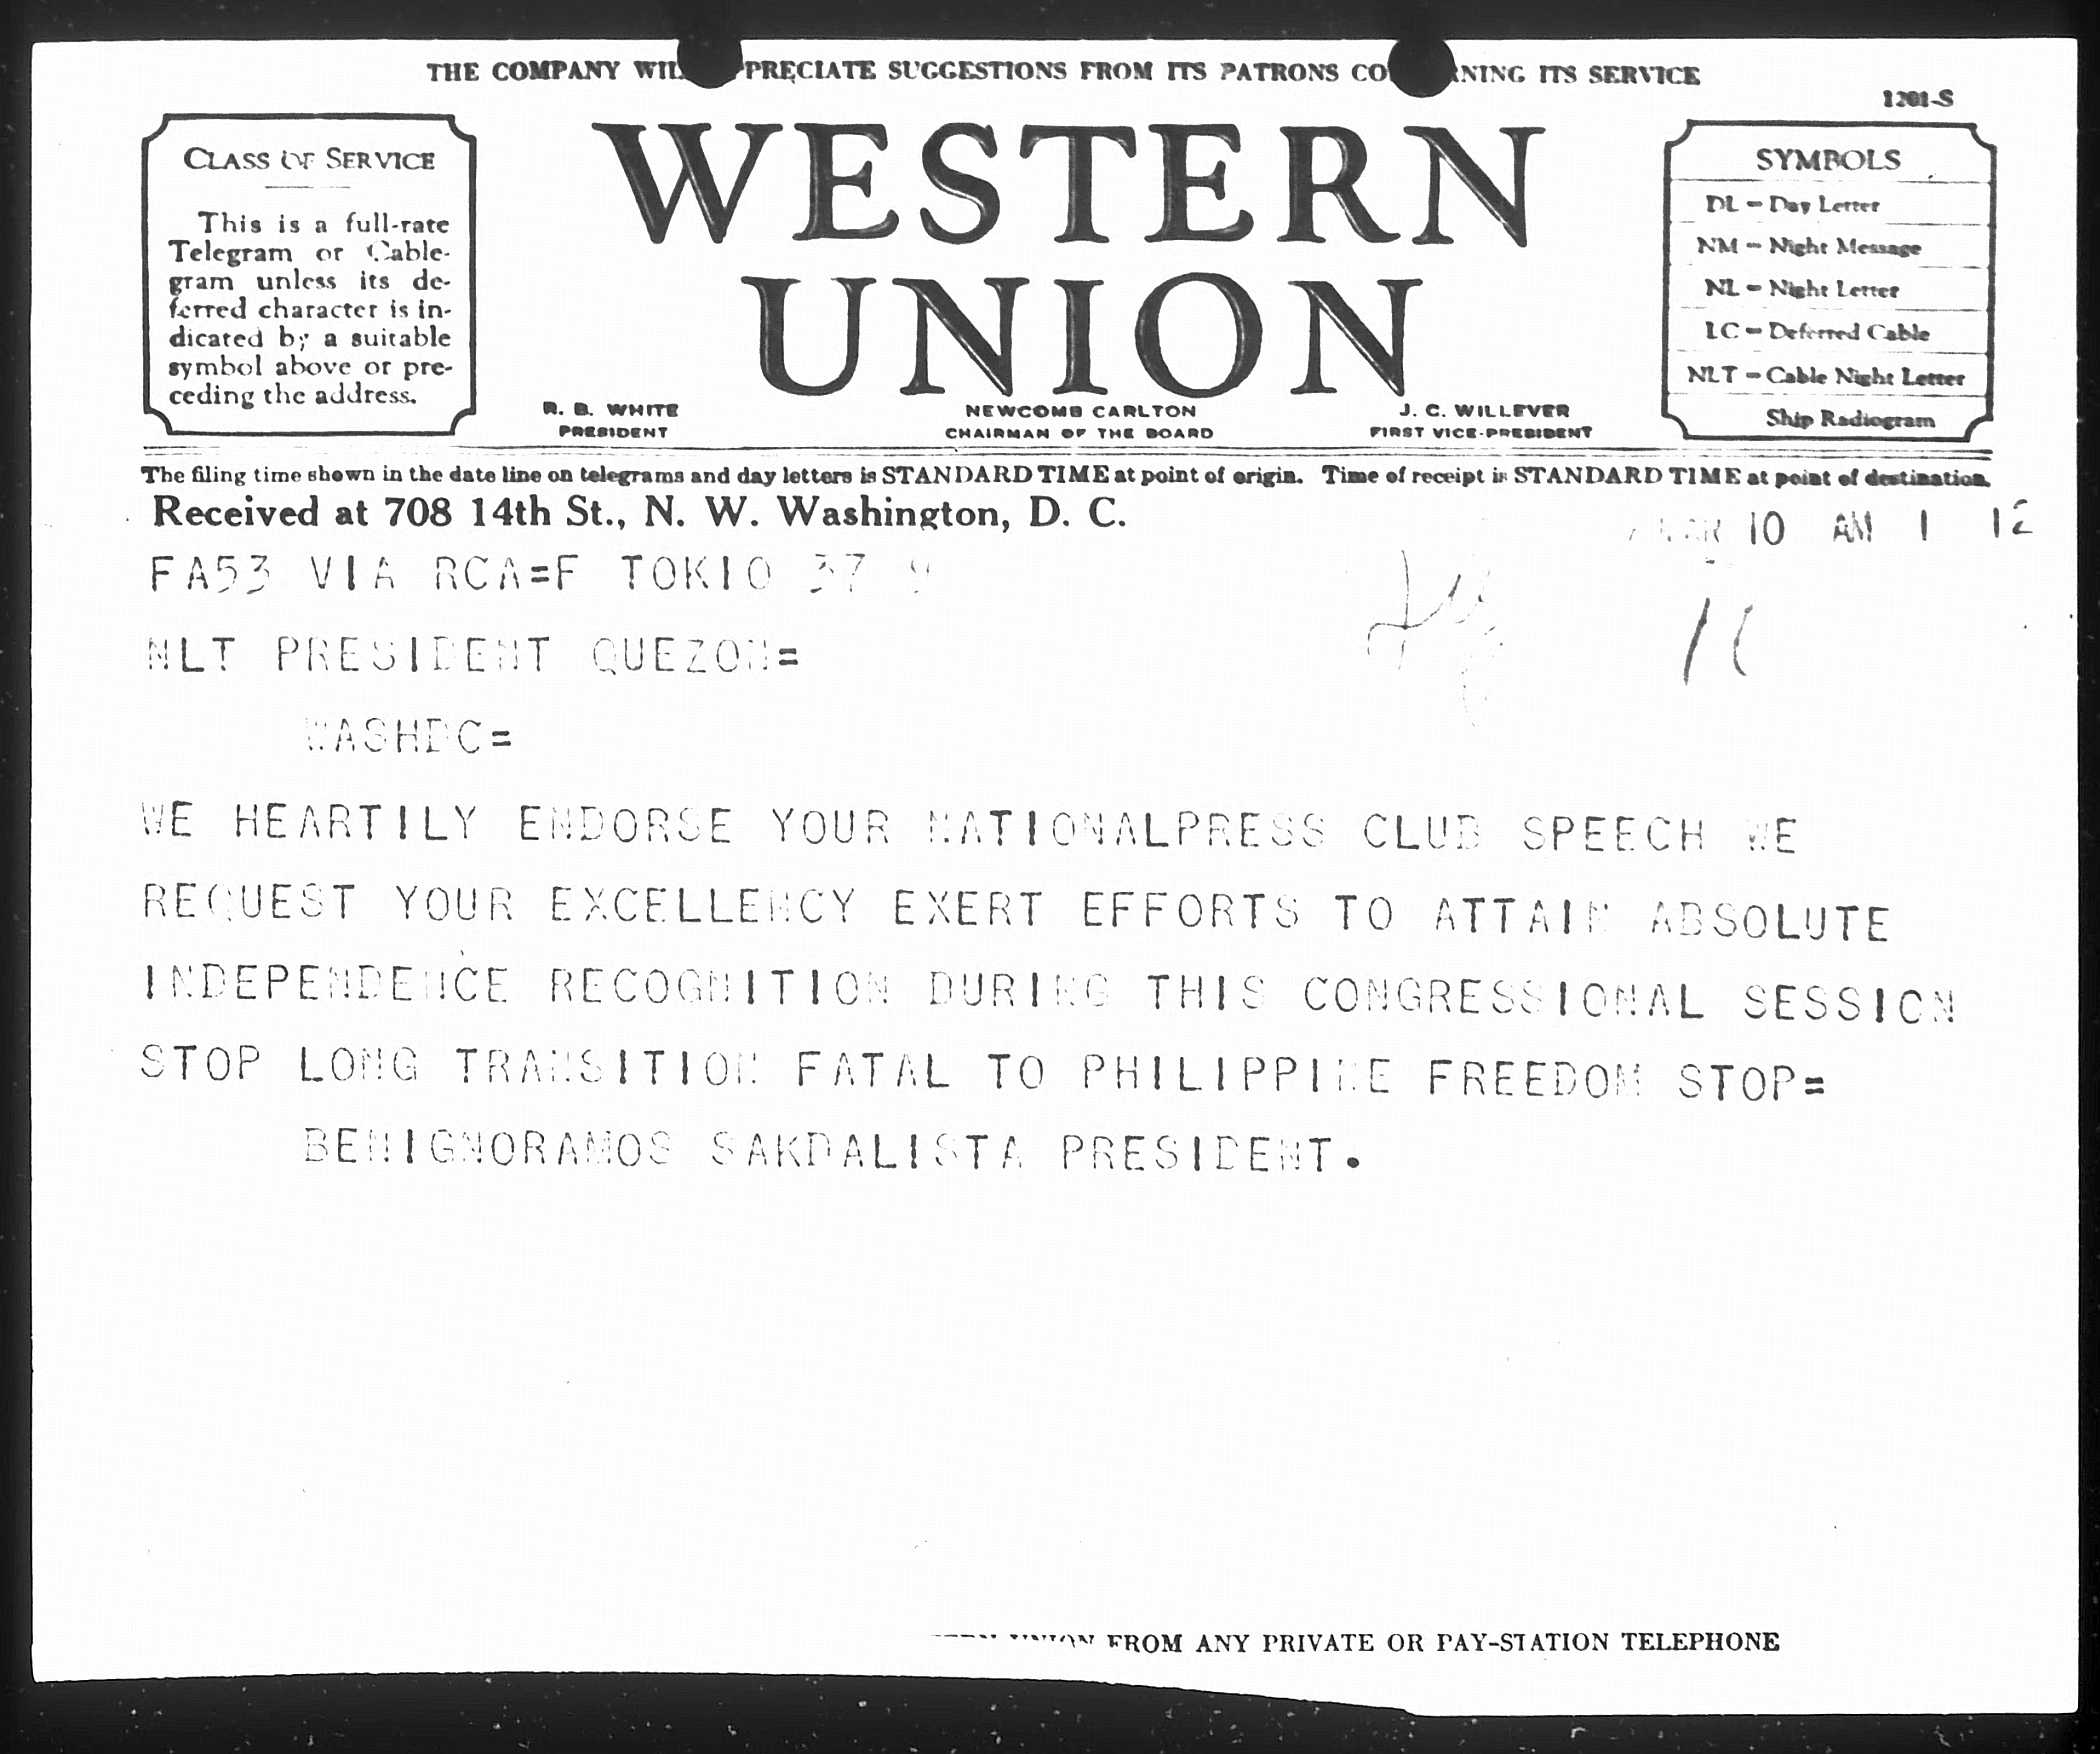 THE COMPANY WILL PRECIATE SUGGESTIONS FROM ITS PATRONS CO NING ITS SERVICE
1201-S
CLASS OF SERVICE
This is a full-rate
Telegram or Cable-
gram unless its de-
ferred character is in-
dicated by a suitable
symbol above or pre-
ceding the address.
WESTERN
UNION
R. B. WHITE
PRESIDENT
NEWCOMB CARLTON
CHAIRMAN OF THE BOARD
J. C. WILLEVER
FIRST VICE-PRESIDENT
SYMBOLS
DL - Day Letter
NM - Night Message
NL - Night Letter
LC - Deferred Cable
NLT - Cable Night Letter
Ship Radiogram
The filing time shown in the date line on telegrams and day letters is STANDARD TIME at point of origin. Time of receipt is STANDARD TIME at point of destination.
Received at 708 14th St., N. W. Washington, D. C.
MAR 10 AM 1 12
FA53 VIA RCA=F TOKIO 37 9
NLT PRESIDENT QUEZON=
WASHDC=
WE HEARTILY ENDORSE YOUR NATIONALPRESS CLUB SPEECH WE
REQUEST YOUR EXCELLENCY EXERT EFFORTS TO ATTAIN ABSOLUTE
INDEPENDENCE RECOGNITION DURING THIS CONGRESSIONAL SESSION
STOP LONG TRANSITION FATAL TO PHILIPPINE FREEDOM STOP=
BENIGNORAMOS SAKDALISTA PRESIDENT.
UNION FROM ANY PRIVATE OR PAY-STATION TELEPHONE